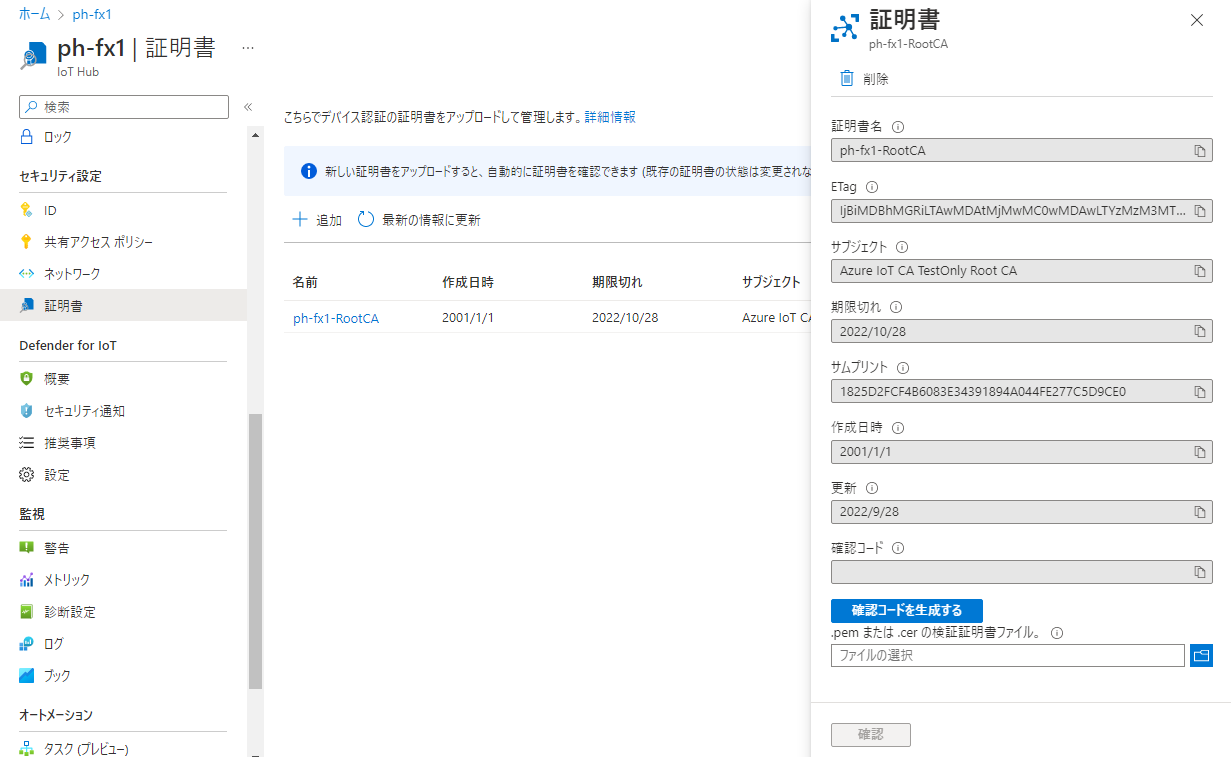 ホーム > ph-fx1
ph-fx1 | 証明書 …
IoT Hub
検索
«
ロック
セキュリティ設定
ID
共有アクセス ポリシー
ネットワーク
証明書
Defender for IoT
概要
セキュリティ通知
推奨事項
設定
監視
警告
メトリック
診断設定
ログ
ブック
オートメーション
タスク (プレビュー)
こちらでデバイス認証の証明書をアップロードして管理します。詳細情報
新しい証明書をアップロードすると、自動的に証明書を確認できます (既存の証明書の状態は変更されな
追加 最新の情報に更新
名前 作成日時 期限切れ サブジェクト
ph-fx1-RootCA 2001/1/1 2022/10/28 Azure IoT CA
証明書
ph-fx1-RootCA
削除
証明書名
ph-fx1-RootCA
ETag
IjBiMDBhMGRiLTAwMDAtMjMwMC0wMDAwLTYzMzM3MT...
サブジェクト
Azure IoT CA TestOnly Root CA
期限切れ
2022/10/28
サムプリント
1825D2FCF4B6083E34391894A044FE277C5D9CE0
作成日時
2001/1/1
更新
2022/9/28
確認コード
確認コードを生成する
.pem または .cer の検証証明書ファイル。
ファイルの選択
確認